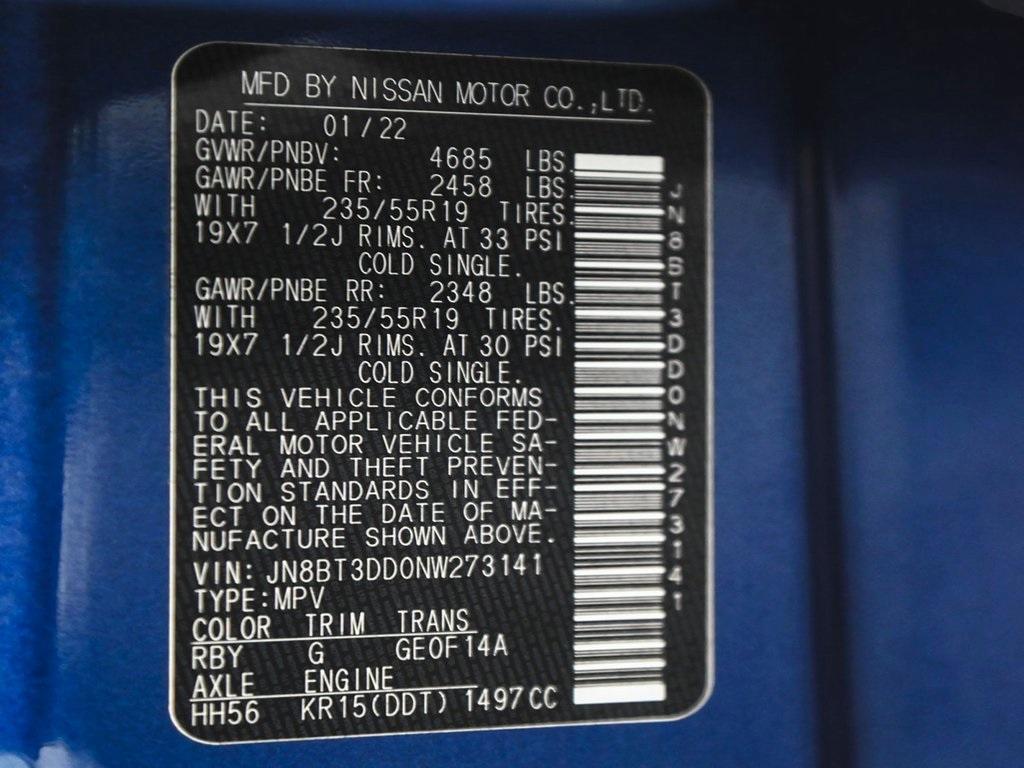 MFD BY NISSAN MOTOR CO.,LTD.
DATE: 01/22
GVWR/PNBV: 4685 LBS.
GAWR/PNBE FR: 2458 LBS.
WITH 235/55R19 TIRES.
19X7 1/2J RIMS. AT 33 PSI
COLD SINGLE.
GAWR/PNBE RR: 2348 LBS.
WITH 235/55R19 TIRES.
19X7 1/2J RIMS. AT 30 PSI
COLD SINGLE.
THIS VEHICLE CONFORMS
TO ALL APPLICABLE FED-
ERAL MOTOR VEHICLE SA-
FETY AND THEFT PREVEN-
TION STANDARDS IN EFF-
ECT ON THE DATE OF MA-
NUFACTURE SHOWN ABOVE.
VIN: JN8BT3DD0NW273141
TYPE:MPV
COLOR TRIM TRANS
RBY G GE0F14A
AXLE ENGINE
HH56 KR15(DDT) 1497CC
JN8BT3DD0NW273141